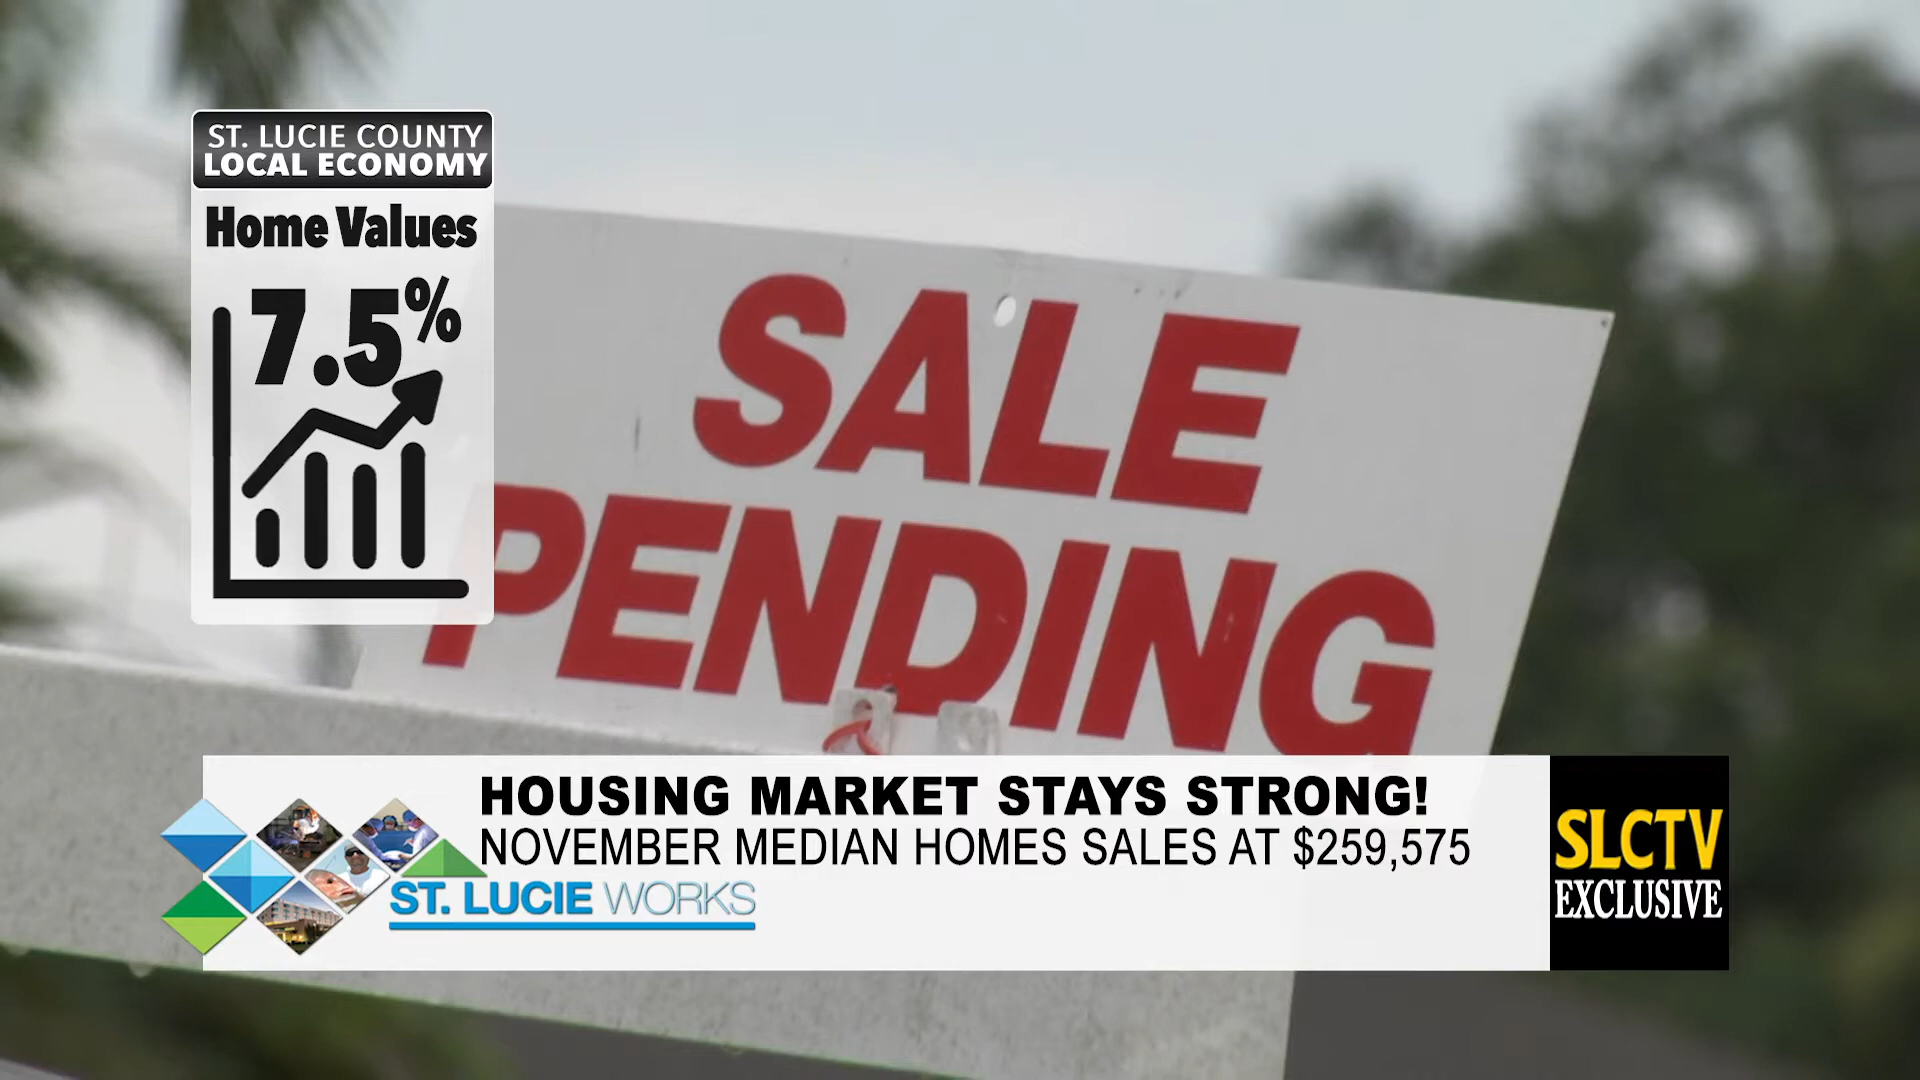 ST. LUCIE COUNTY
LOCAL ECONOMY
Home Values
7.5%
SALE
PENDING
HOUSING MARKET STAYS STRONG!
NOVEMBER MEDIAN HOMES SALES AT $259,575
ST. LUCIE WORKS
SLCTV
EXCLUSIVE